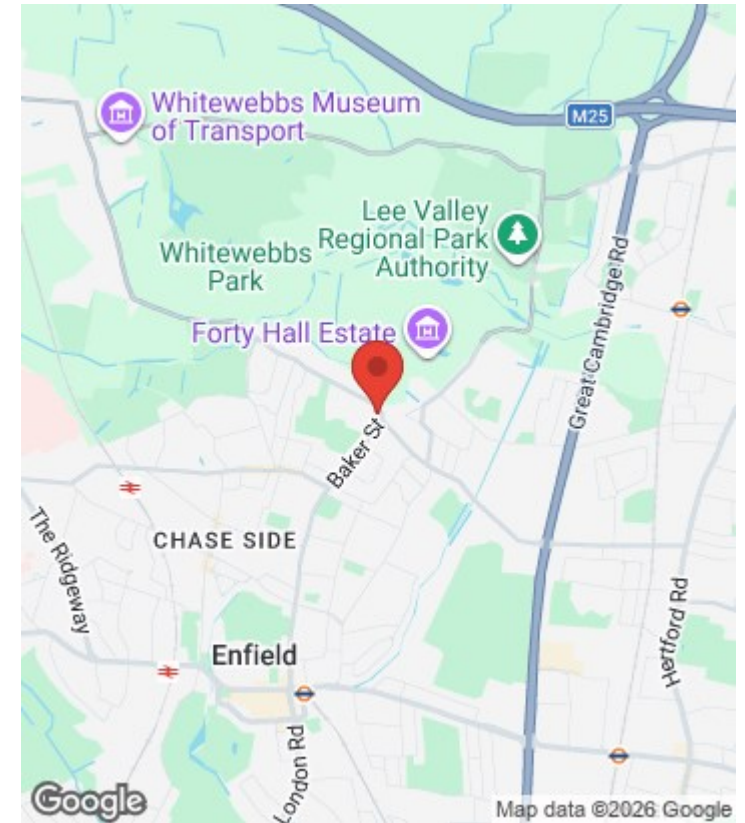 Whitewebbs Museum
of Transport
M25
Lee Valley
Regional Park
Authority
Whitewebbs
Park
Forty Hall Estate
Great Cambridge Rd
Baker St
The Ridgeway
CHASE SIDE
Hertford Rd
Enfield
London Rd
Google
Map data ©2026 Google